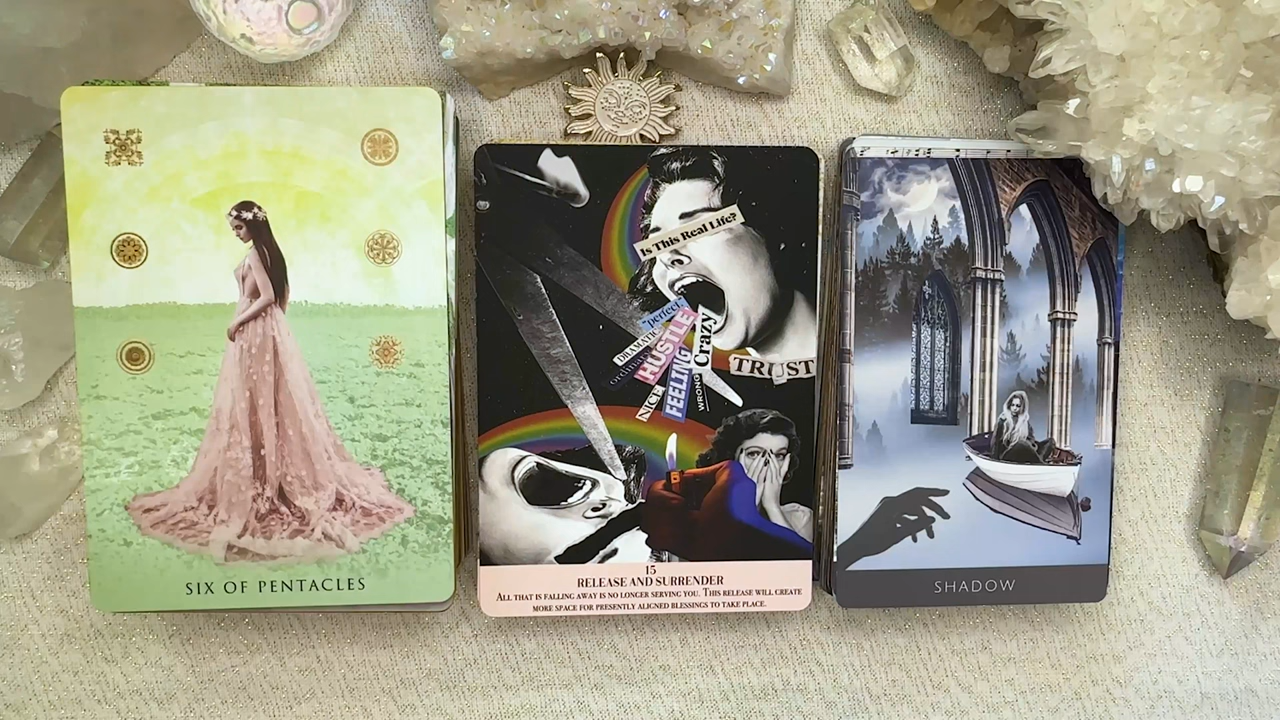 SIX OF PENTACLES
Is This Real Life?
"perfect,"
DRAMATIC
ordinary
HUSTLE
NICE
FEELING
WRONG
Crazy
TRUST
15
RELEASE AND SURRENDER
ALL THAT IS FALLING AWAY IS NO LONGER SERVING YOU. THIS RELEASE WILL CREATE
MORE SPACE FOR PRESENTLY ALIGNED BLESSINGS TO TAKE PLACE.
SHADOW